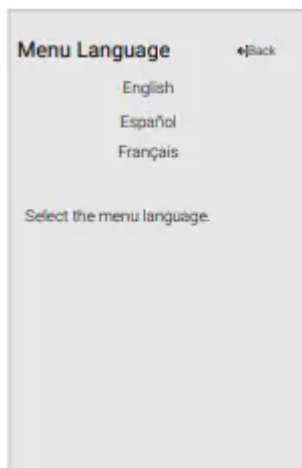 Menu Language
Back
English
Español
Français
Select the menu language.